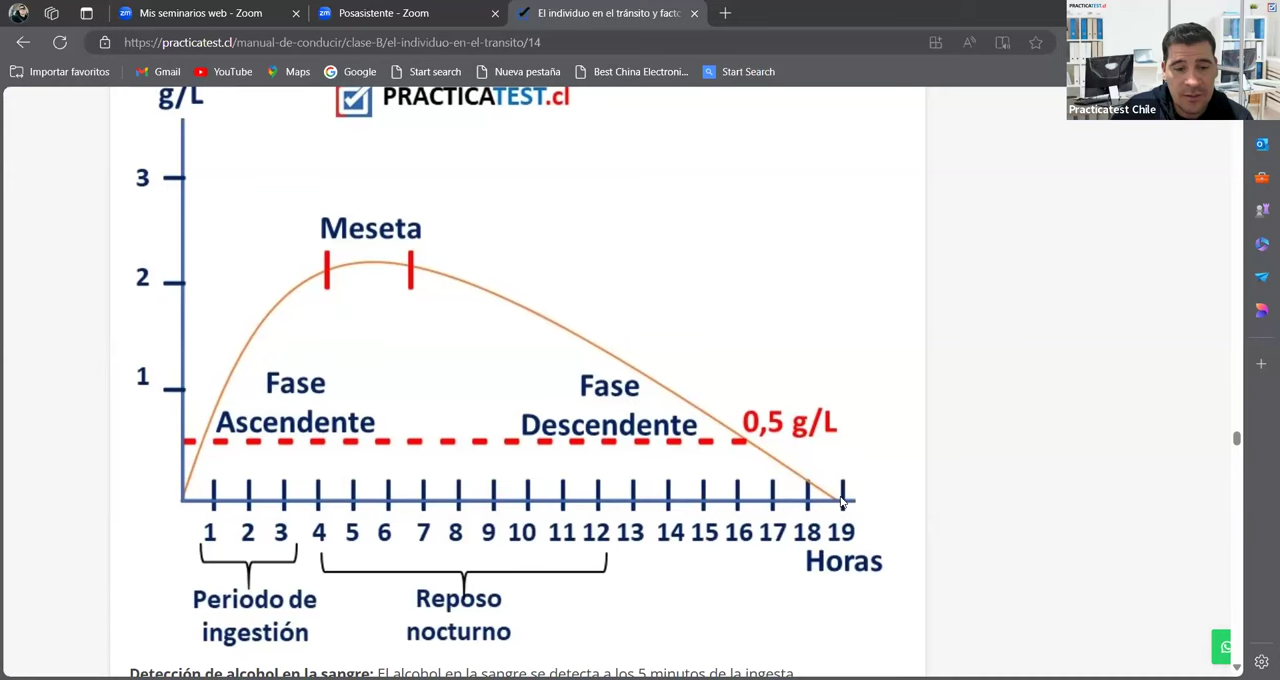 Mis seminarios web - Zoom
Posasistente - Zoom
El individuo en el tránsito y facto
https://practicatest.cl/manual-de-conducir/clase-B/el-individuo-en-el-transito/14
Importar favoritos
Gmail
YouTube
Maps
Google
Start search
Nueva pestaña
Best China Electroni...
Start Search
PRACTICATEST.cl
Practicatest Chile
g/L
PRACTICATEST.cl
3
Meseta
2
1
Fase
Ascendente
Fase
Descendente
0,5 g/L
1 2 3 4 5 6 7 8 9 10 11 12 13 14 15 16 17 18 19
Horas
Periodo de
ingestión
Reposo
nocturno
Detección de alcohol en la sangre: El alcohol en la sangre se detecta a los 5 minutos de la ingesta